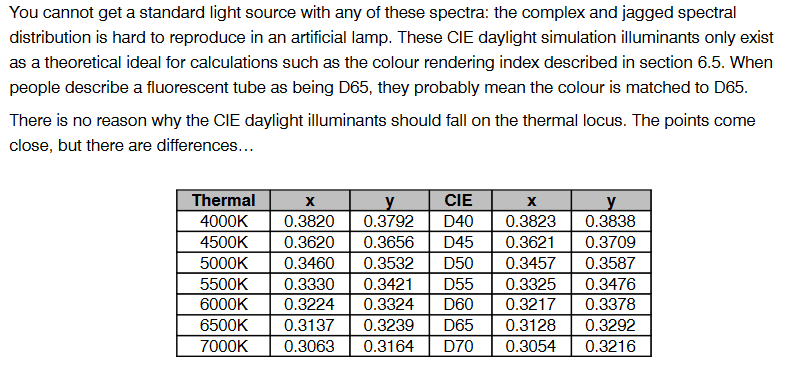 You cannot get a standard light source with any of these spectra: the complex and jagged spectral
distribution is hard to reproduce in an artificial lamp. These CIE daylight simulation illuminants only exist
as a theoretical ideal for calculations such as the colour rendering index described in section 6.5. When
people describe a fluorescent tube as being D65, they probably mean the colour is matched to D65.
There is no reason why the CIE daylight illuminants should fall on the thermal locus. The points come
close, but there are differences…
Thermal x y CIE x y
4000K 0.3820 0.3792 D40 0.3823 0.3838
4500K 0.3620 0.3656 D45 0.3621 0.3709
5000K 0.3460 0.3532 D50 0.3457 0.3587
5500K 0.3330 0.3421 D55 0.3325 0.3476
6000K 0.3224 0.3324 D60 0.3217 0.3378
6500K 0.3137 0.3239 D65 0.3128 0.3292
7000K 0.3063 0.3164 D70 0.3054 0.3216